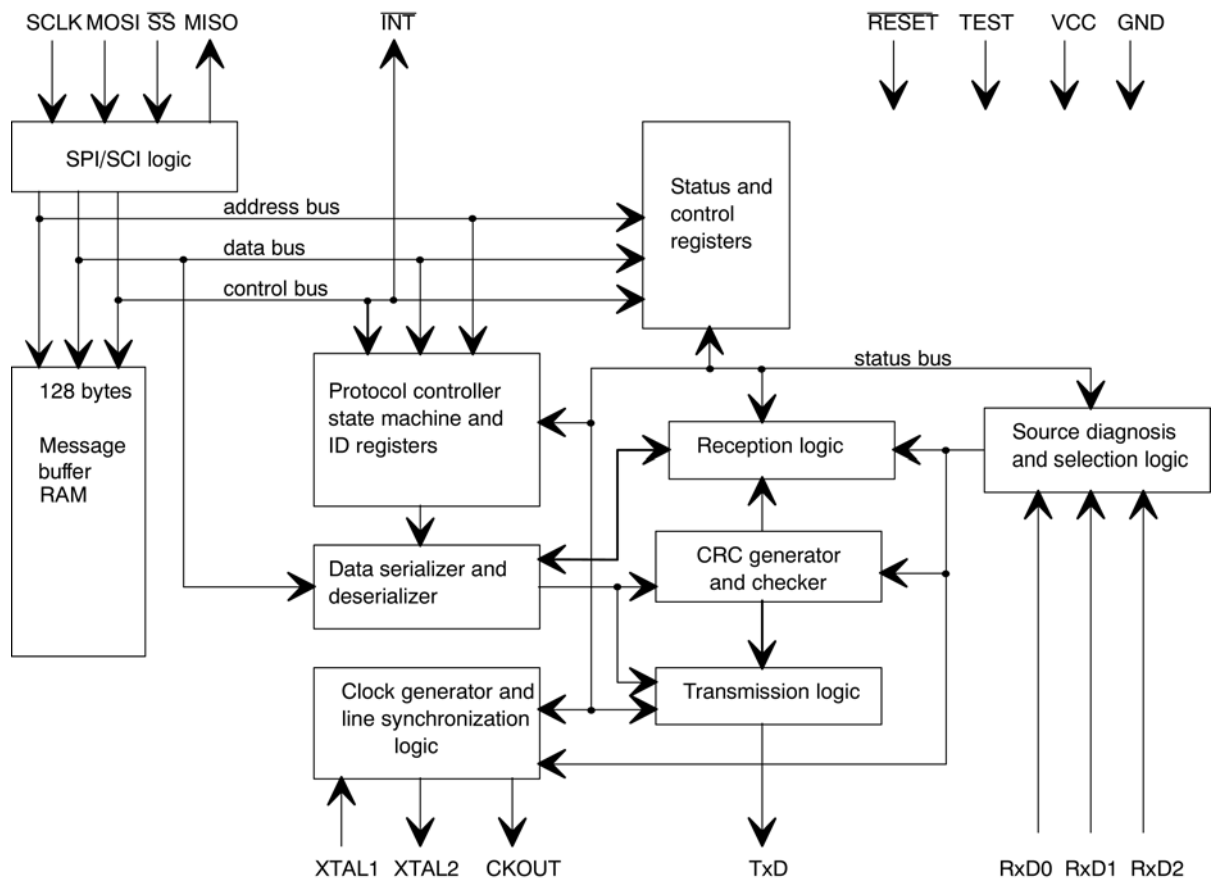 SCLK MOSI SS MISO INT RESET TEST VCC GND
SPI/SCI logic
address bus
data bus
control bus
Status and
control
registers
status bus
128 bytes
Message
buffer
RAM
Protocol controller
state machine and
ID registers
Reception logic
Source diagnosis
and selection logic
Data serializer and
deserializer
CRC generator
and checker
Clock generator and
line synchronization
logic
Transmission logic
XTAL1 XTAL2 CKOUT TxD RxD0 RxD1 RxD2